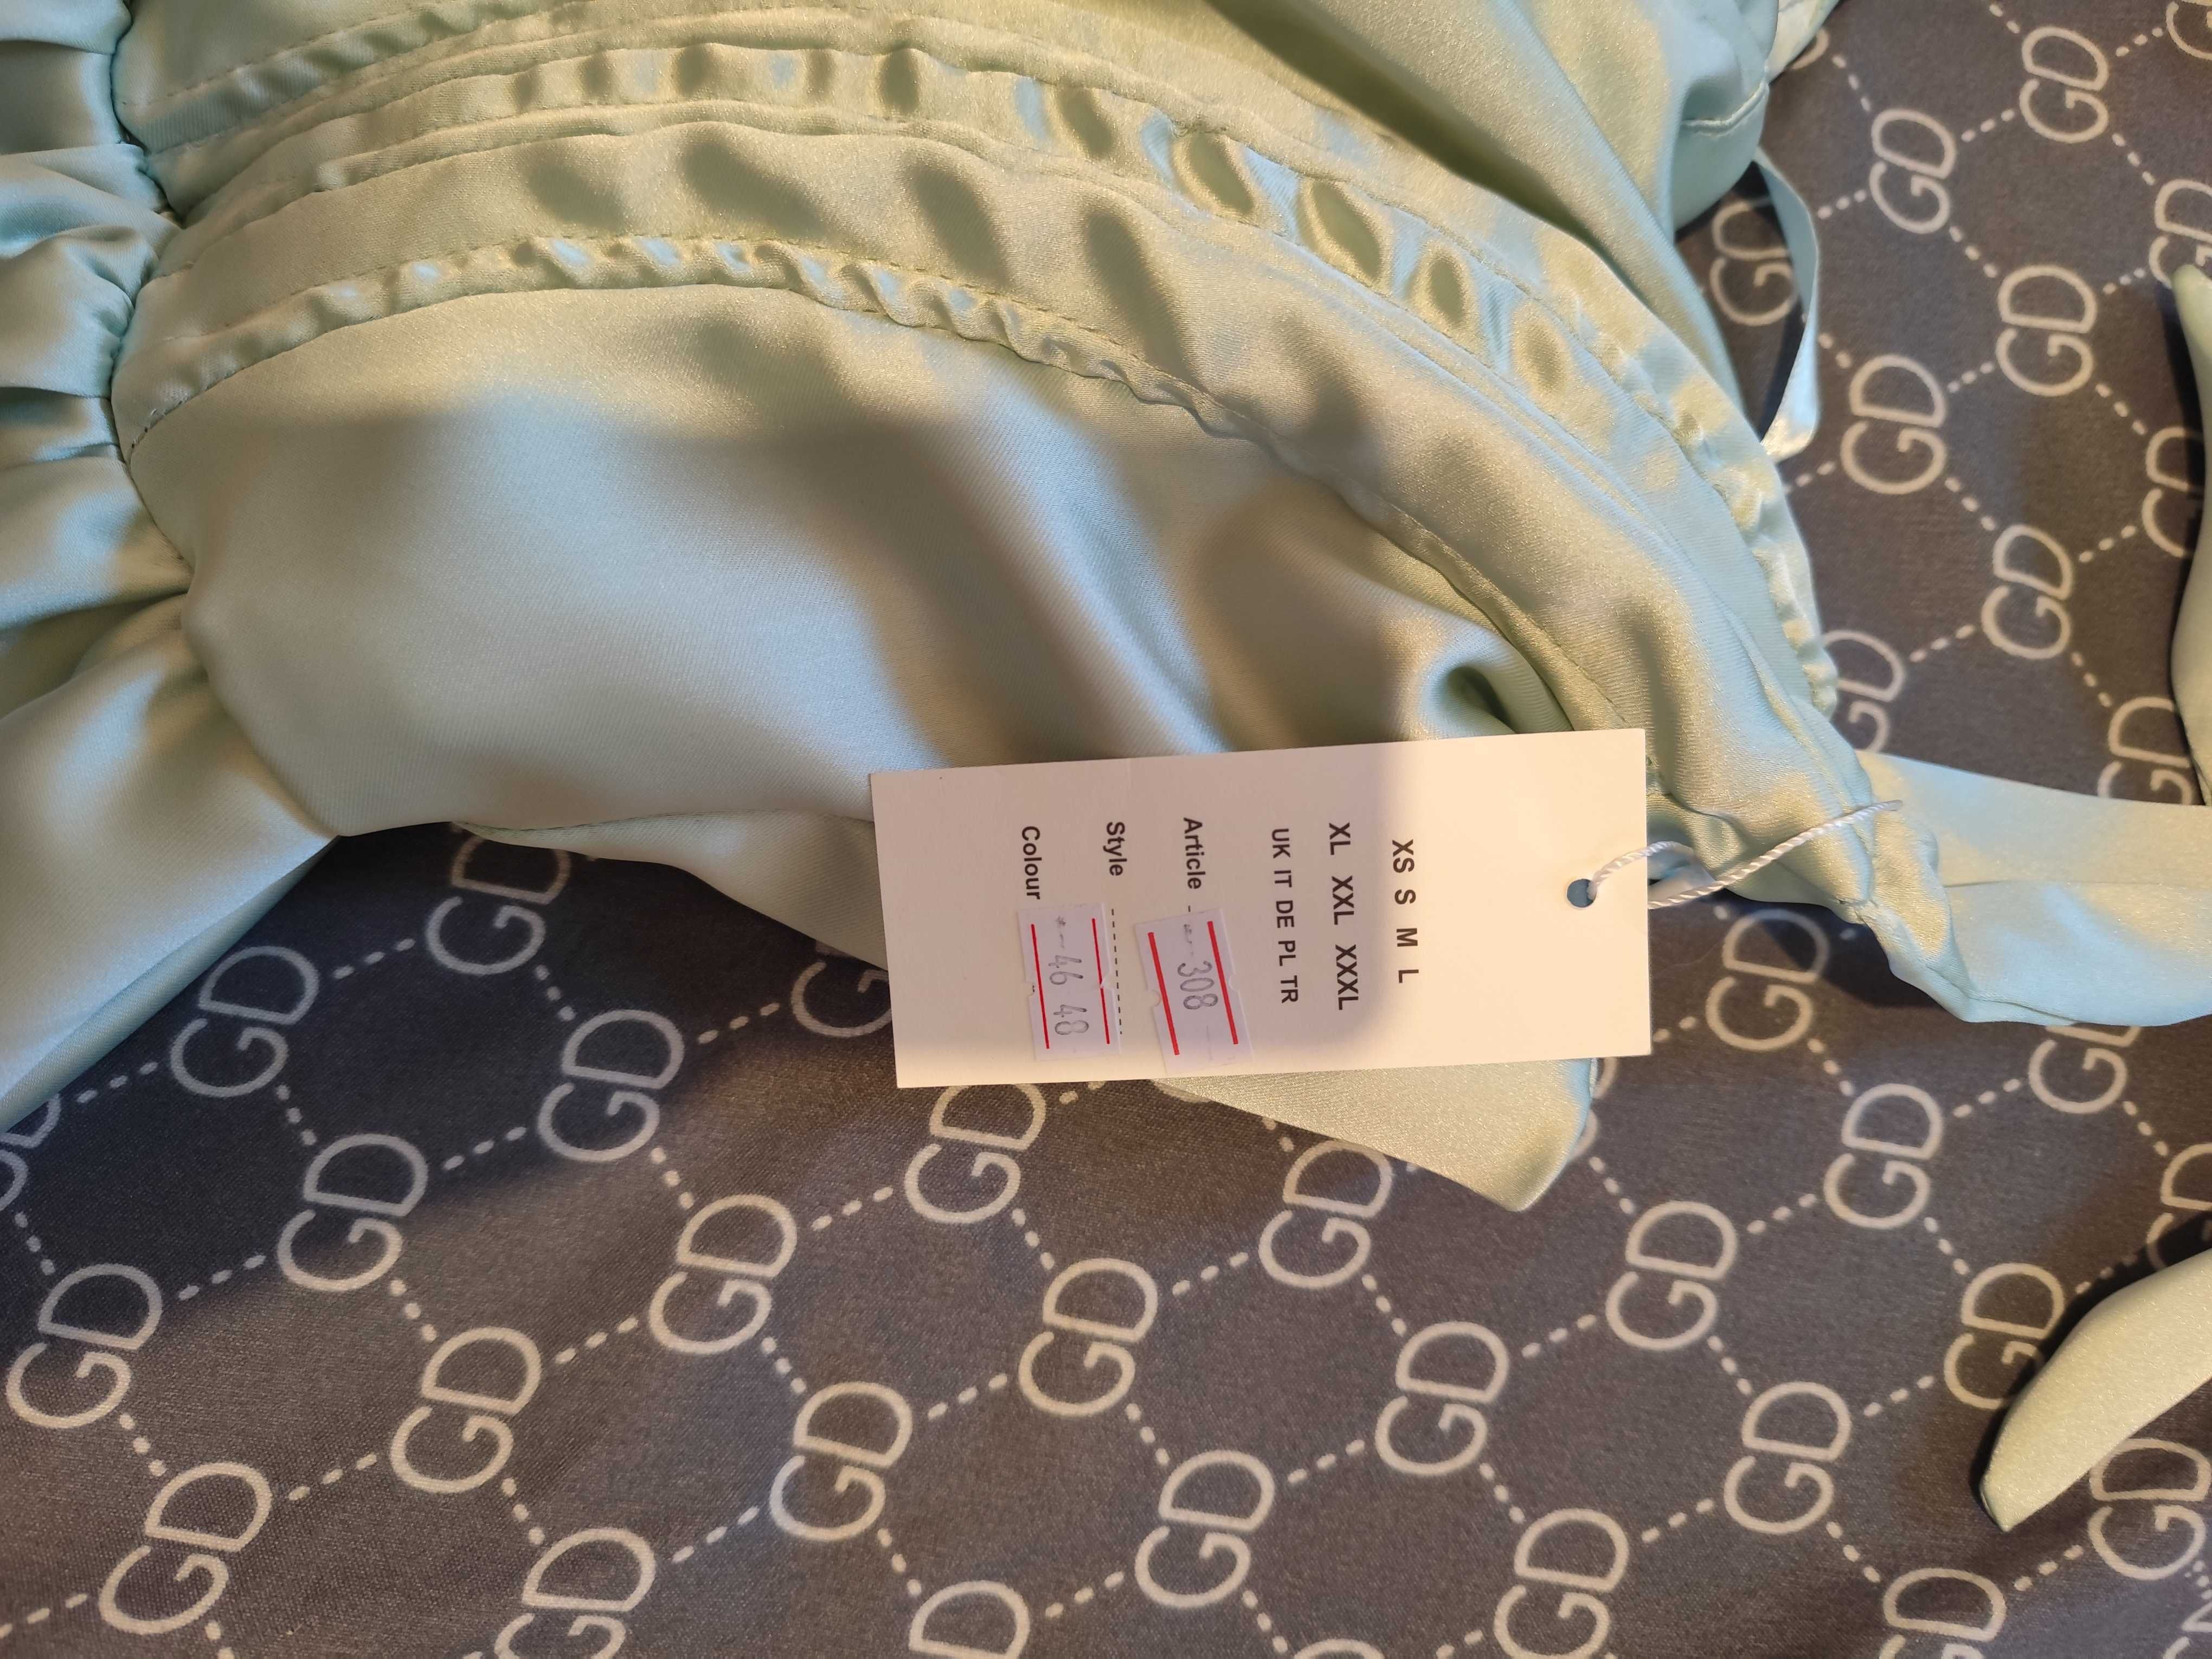 XS S M L
XL XXL XXXL
UK IT DE PL TR
Article - 308
Style
Colour 46 48
GD